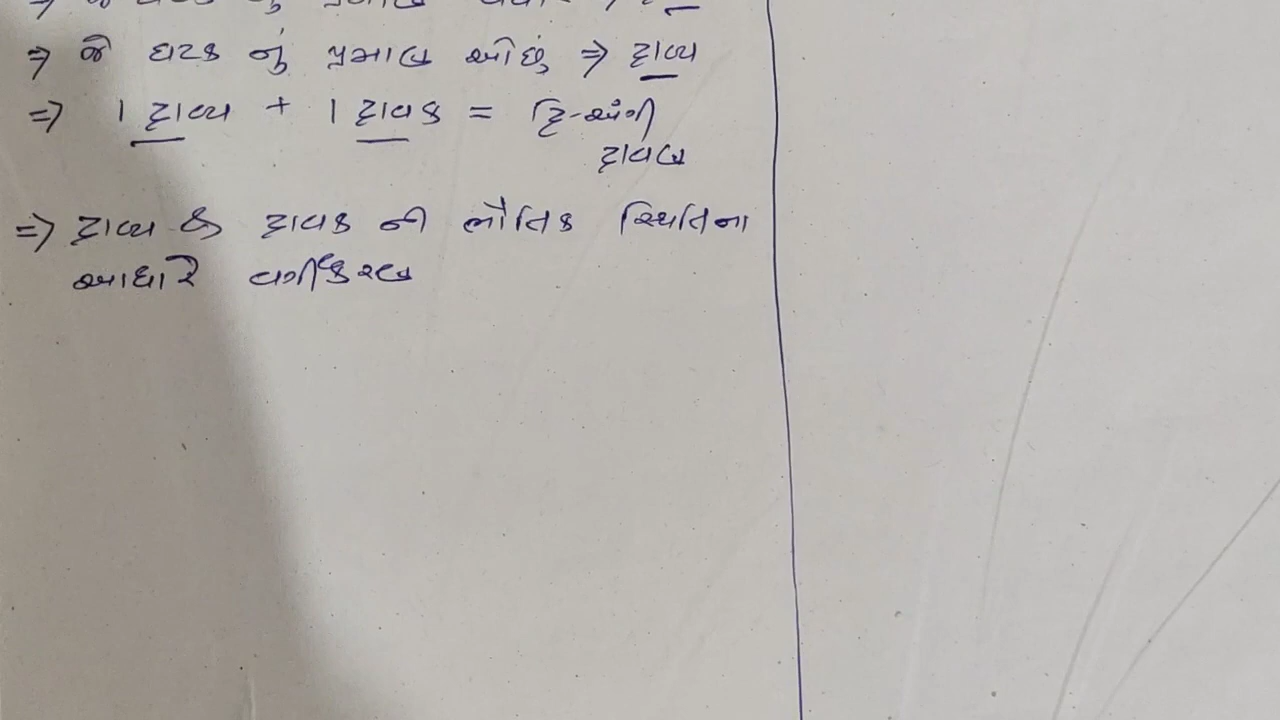 ⇒ જે ઘટક નું પ્રમાણ ઓછું ⇒ દ્રાવ્ય
⇒ 1 દ્રાવ્ય + 1 દ્રાવક = દ્વિ-અંગી
દ્રાવણ
⇒ દ્રાવ્ય કે દ્રાવક ની ભૌતિક સ્થિતિના
આધારે વર્ગીકરણ